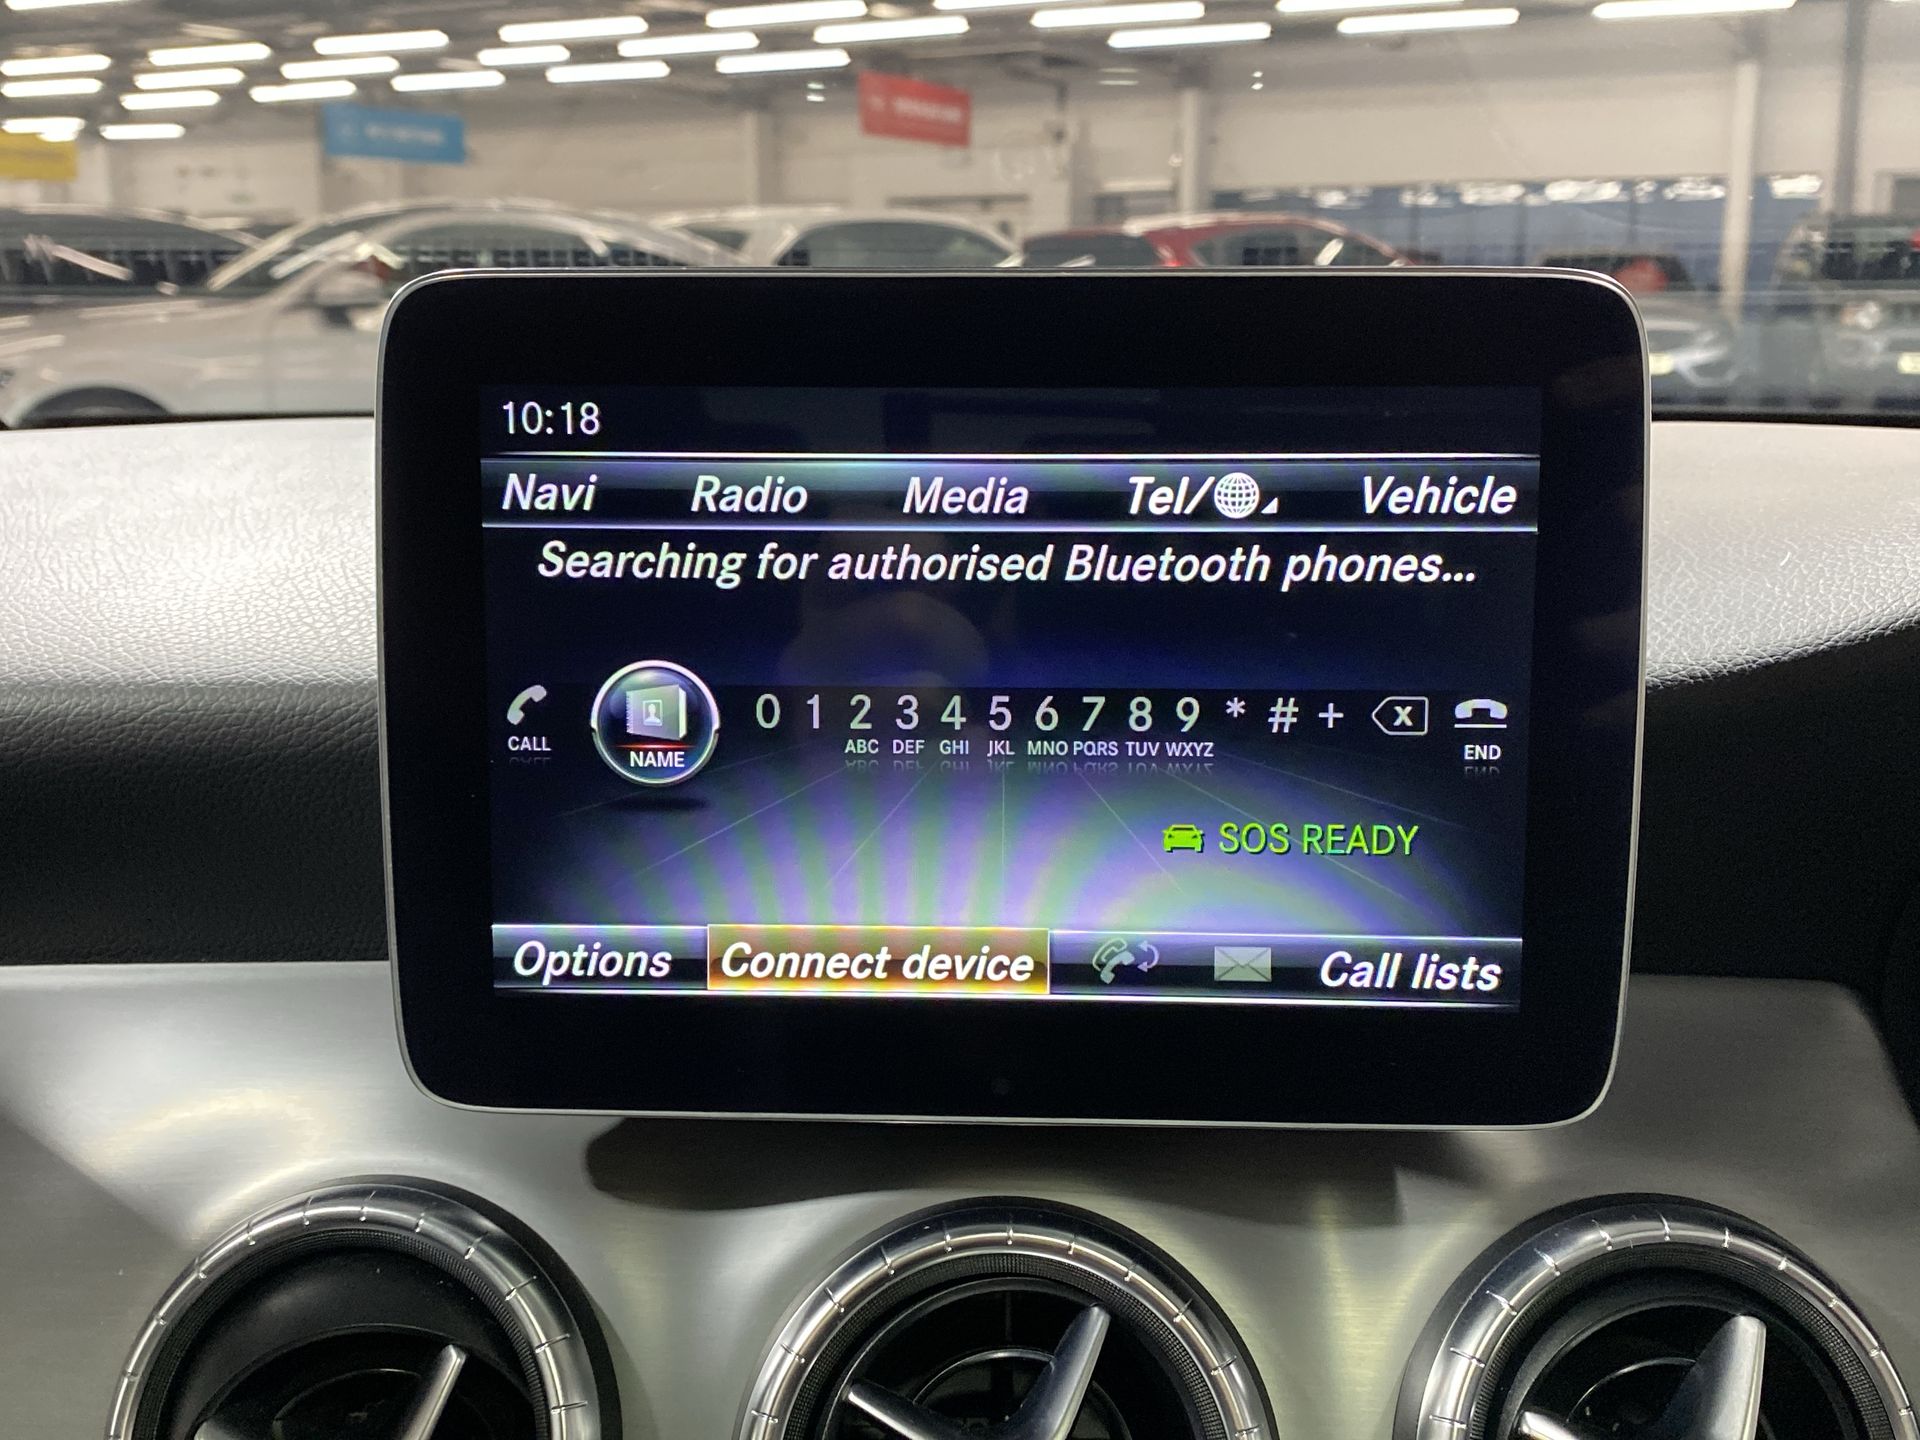 10:18
Navi Radio Media Tel/ Vehicle
Searching for authorised Bluetooth phones...
0 1 2 3 4 5 6 7 8 9 * # + X
ABC DEF GHI JKL MNO PQRS TUV WXYZ
CALL NAME END
SOS READY
Options Connect device Call lists